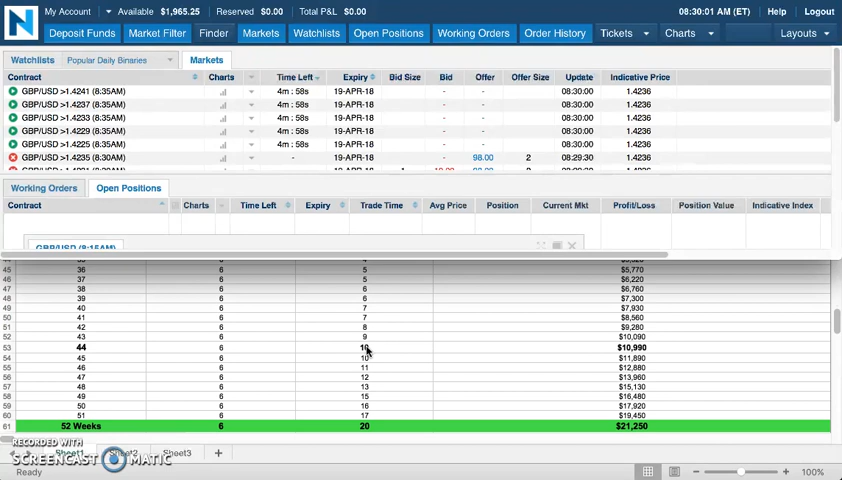 N
My Account Available $1,965.25 Reserved $0.00 Total P&L $0.00 08:30:01 AM (ET) Help Logout
Deposit Funds Market Filter Finder Markets Watchlists Open Positions Working Orders Order History Tickets Charts Layouts
Watchlists Popular Daily Binaries Markets
Contract Charts Time Left Expiry Bid Size Bid Offer Offer Size Update Indicative Price
GBP/USD >1.4241 (8:35AM) 4m : 58s 19-APR-18 - - 08:30:00 1.4236
GBP/USD >1.4237 (8:35AM) 4m : 58s 19-APR-18 - - 08:30:00 1.4236
GBP/USD >1.4233 (8:35AM) 4m : 58s 19-APR-18 - - 08:30:00 1.4236
GBP/USD >1.4229 (8:35AM) 4m : 58s 19-APR-18 - - 08:30:00 1.4236
GBP/USD >1.4225 (8:35AM) 4m : 58s 19-APR-18 - - 08:30:00 1.4236
GBP/USD >1.4235 (8:30AM) - 19-APR-18 - 98.00 2 08:29:30 1.4236
Working Orders Open Positions
Contract Charts Time Left Expiry Trade Time Avg Price Position Current Mkt Profit/Loss Position Value Indicative Index
GBP/USD (8:15AM)
45 36 6 5 $5,770
46 37 6 5 $6,220
47 38 6 6 $6,760
48 39 6 6 $7,300
49 40 6 7 $7,930
50 41 6 7 $8,560
51 42 6 8 $9,280
52 43 6 9 $10,090
53 44 6 10 $10,990
54 45 6 10 $11,890
55 46 6 11 $12,880
56 47 6 12 $13,960
57 48 6 13 $15,130
58 49 6 15 $16,480
59 50 6 16 $17,920
60 51 6 17 $19,450
61 52 Weeks 6 20 $21,250
RECORDED WITH
Sheet1 Sheet2 Sheet3 +
SCREENCAST MATIC
Ready 100%